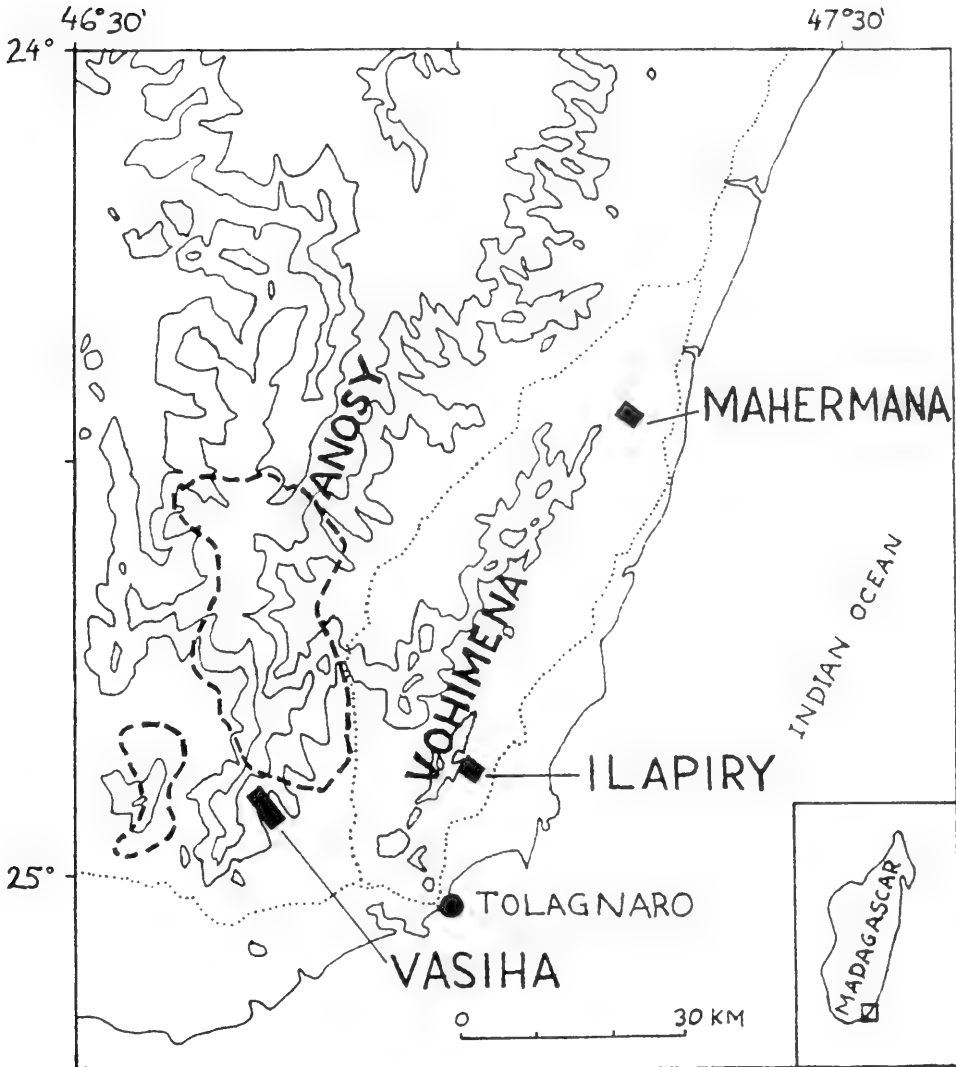 46°30'
47°30'
24°
ANOSY
MAHERMANA
INDIAN OCEAN
VOHIMENA
ILAPIRY
25°
TOLAGNARO
MADAGASCAR
VASIHA
0 30 KM